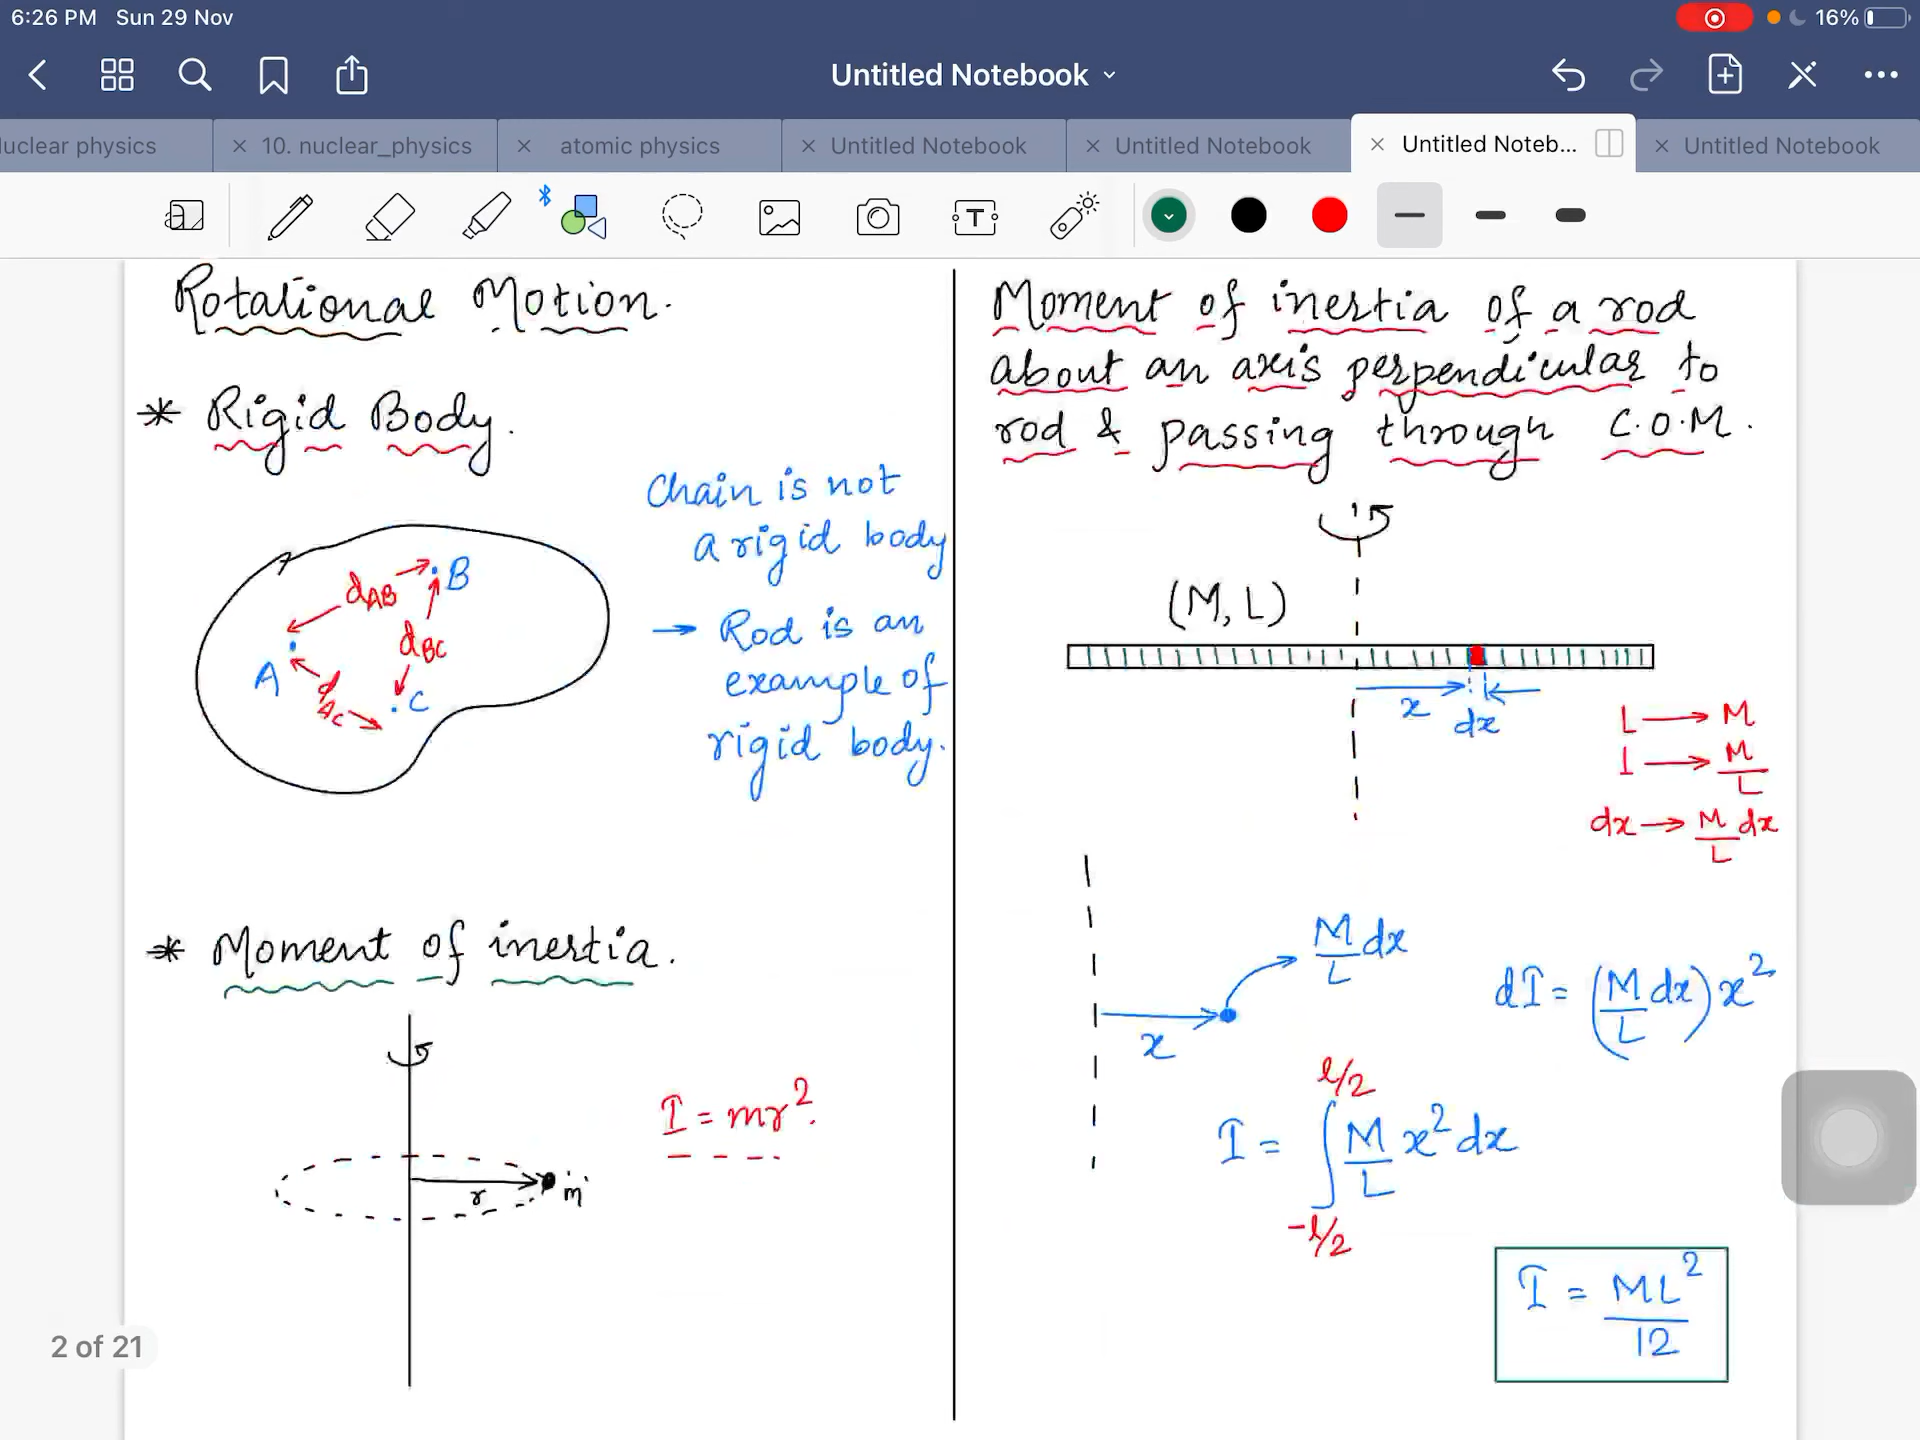 6:26 PM Sun 29 Nov
16%
Untitled Notebook
luclear physics
10. nuclear_physics
atomic physics
Untitled Notebook
Untitled Notebook
Untitled Noteb...
Untitled Notebook
Rotational Motion.
* Rigid Body.
Chain is not
a rigid body
→ Rod is an
example of
rigid body.
A
B
C
dAB
dBC
dAC
* Moment of inertia.
r
m
I = mr².
2 of 21
Moment of inertia of a rod
about an axis perpendicular to
rod & passing through C.O.M.
(M, L)
x
dx
L → M
1 → M/L
dx → M/L dx
M/L dx
x
dI = (M/L dx) x²
I = ∫ M/L x² dx
l/2
-l/2
I = ML²/12